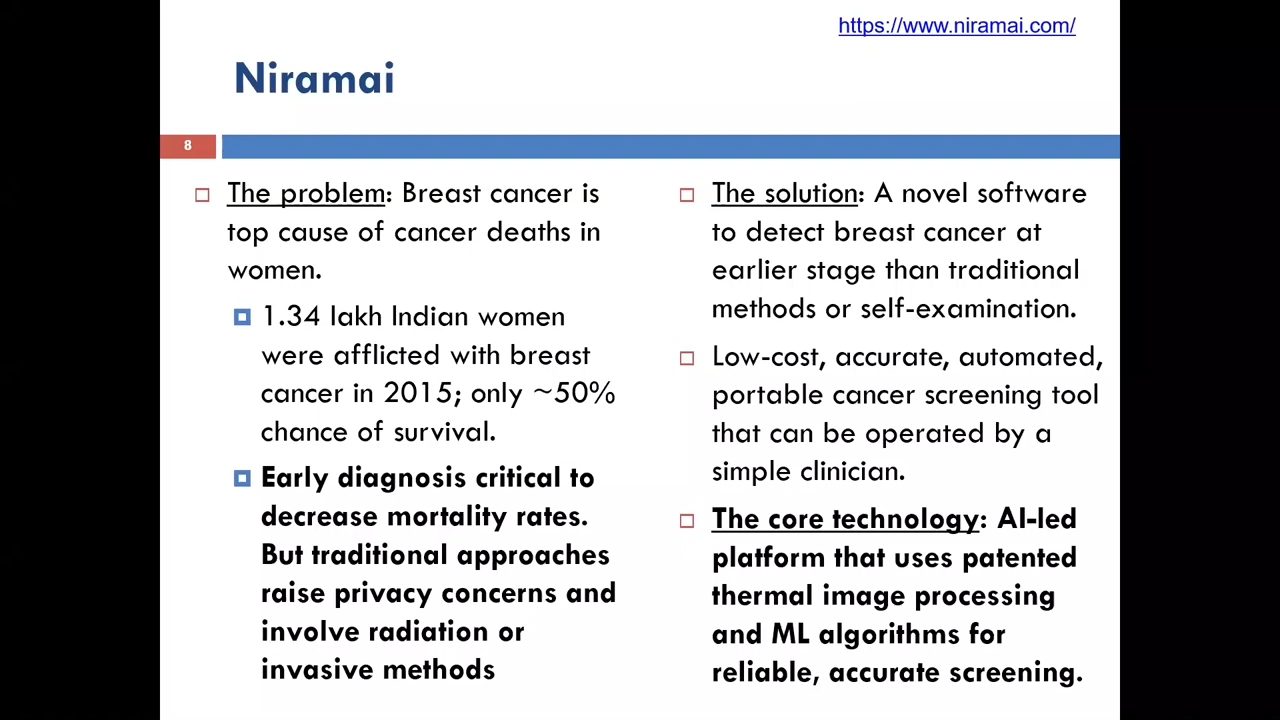 https://www.niramai.com/
Niramai
8
The problem: Breast cancer is
top cause of cancer deaths in
women.
1.34 lakh Indian women
were afflicted with breast
cancer in 2015; only ~50%
chance of survival.
Early diagnosis critical to
decrease mortality rates.
But traditional approaches
raise privacy concerns and
involve radiation or
invasive methods
The solution: A novel software
to detect breast cancer at
earlier stage than traditional
methods or self-examination.
Low-cost, accurate, automated,
portable cancer screening tool
that can be operated by a
simple clinician.
The core technology: AI-led
platform that uses patented
thermal image processing
and ML algorithms for
reliable, accurate screening.